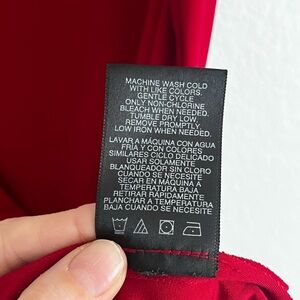 MACHINE WASH COLD
WITH LIKE COLORS.
GENTLE CYCLE
ONLY NON-CHLORINE
BLEACH WHEN NEEDED.
TUMBLE DRY LOW,
REMOVE PROMPTLY
LOW IRON WHEN NEEDED.
LAVAR A MÁQUINA CON AGUA
FRÍA Y CON COLORES
SIMILARES CICLO DELICADO
USAR SOLAMENTE
BLANQUEADOR SIN CLORO
CUANDO SE NECESITE
SECAR EN MÁQUINA A
TEMPERATURA BAJA
RETIRAR RÁPIDAMENTE
PLANCHAR A TEMPERATURA
BAJA CUANDO SE NECESITE